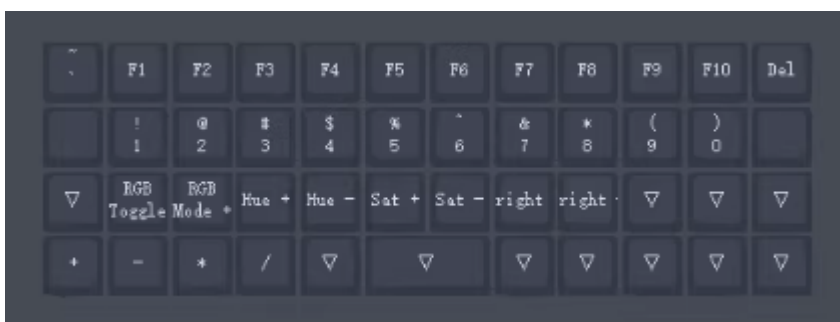 ~ F1 F2 F3 F4 F5 F6 F7 F8 F9 F10 Del
`
! @ # $ % ^ & * ( )
1 2 3 4 5 6 7 8 9 0
▽ RGB Toggle RGB Mode + Hue + Hue - Sat + Sat - right right ▽ ▽ ▽
+ - * / ▽ ▽ ▽ ▽ ▽ ▽ ▽